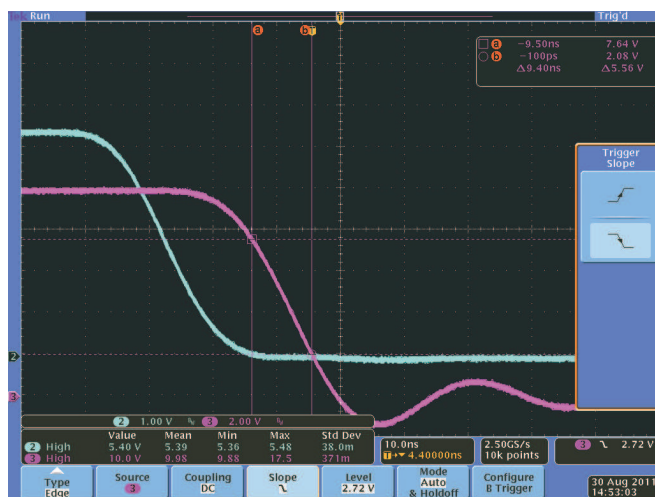 Tek Run Trig'd
T
a b T
a −9.50ns 7.64 V
b −100ps 2.08 V
Δ9.40ns Δ5.56 V
Trigger
Slope
2
3
2 1.00 V 3 2.00 V
Value Mean Min Max Std Dev
2 High 5.40 V 5.39 5.36 5.48 38.0m
3 High 10.0 V 9.98 9.88 17.5 371m
10.0ns
T→▾ 4.40000ns
2.50GS/s
10k points
3 2.72 V
Type
Edge
Source
3
Coupling
DC
Slope
Level
2.72 V
Mode
Auto
& Holdoff
Configure
B Trigger
30 Aug 2011
14:53:03